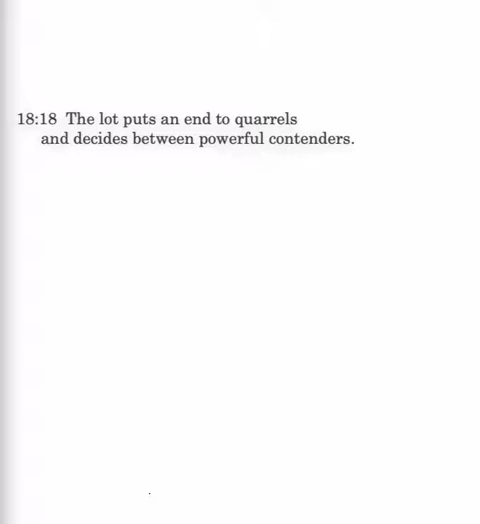 18:18 The lot puts an end to quarrels
and decides between powerful contenders.